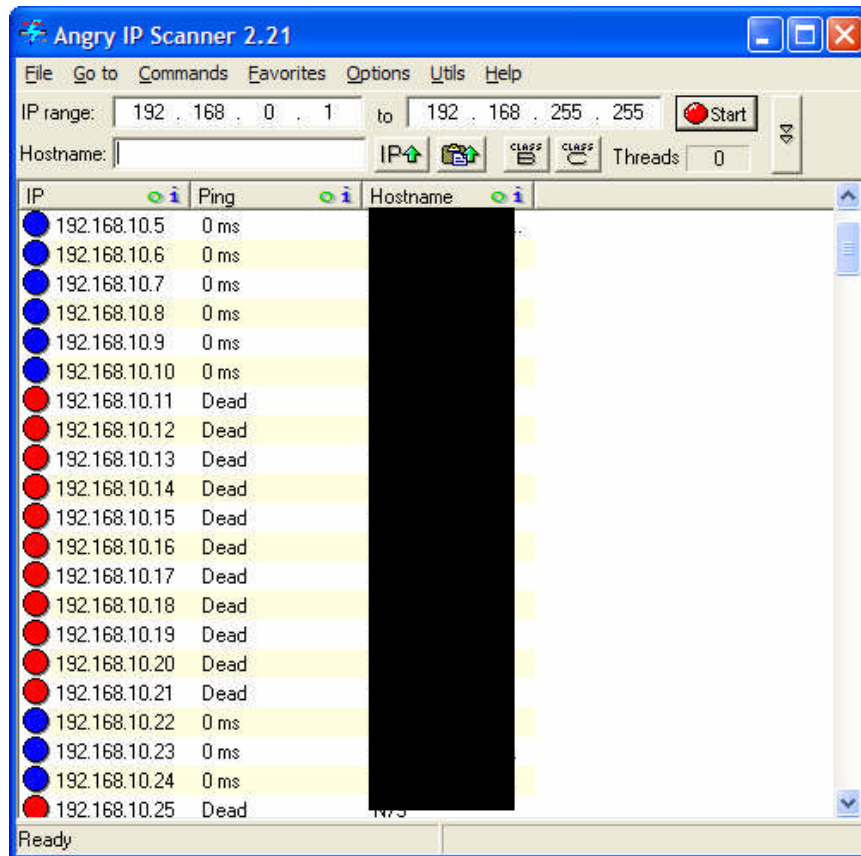 Angry IP Scanner 2.21
File Go to Commands Favorites Options Utils Help
IP range: 192 . 168 . 0 . 1 to 192 . 168 . 255 . 255 Start
Hostname: IP CLASS B CLASS C Threads 0
IP Ping Hostname
192.168.10.5 0 ms
192.168.10.6 0 ms
192.168.10.7 0 ms
192.168.10.8 0 ms
192.168.10.9 0 ms
192.168.10.10 0 ms
192.168.10.11 Dead
192.168.10.12 Dead
192.168.10.13 Dead
192.168.10.14 Dead
192.168.10.15 Dead
192.168.10.16 Dead
192.168.10.17 Dead
192.168.10.18 Dead
192.168.10.19 Dead
192.168.10.20 Dead
192.168.10.21 Dead
192.168.10.22 0 ms
192.168.10.23 0 ms
192.168.10.24 0 ms
192.168.10.25 Dead
Ready